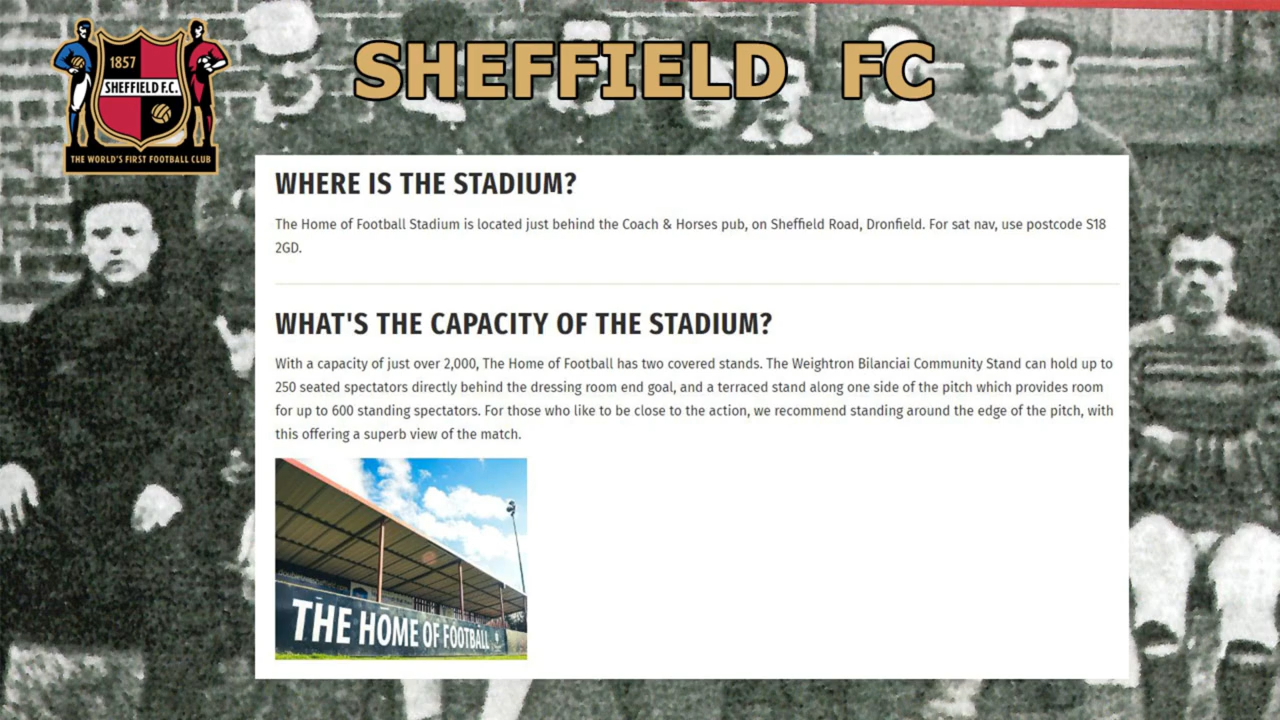 1857
SHEFFIELD F.C.
THE WORLD'S FIRST FOOTBALL CLUB
SHEFFIELD FC
WHERE IS THE STADIUM?
The Home of Football Stadium is located just behind the Coach & Horses pub, on Sheffield Road, Dronfield. For sat nav, use postcode S18
2GD.
WHAT'S THE CAPACITY OF THE STADIUM?
With a capacity of just over 2,000, The Home of Football has two covered stands. The Weightron Bilanciai Community Stand can hold up to
250 seated spectators directly behind the dressing room end goal, and a terraced stand along one side of the pitch which provides room
for up to 600 standing spectators. For those who like to be close to the action, we recommend standing around the edge of the pitch, with
this offering a superb view of the match.
THE HOME OF FOOTBALL